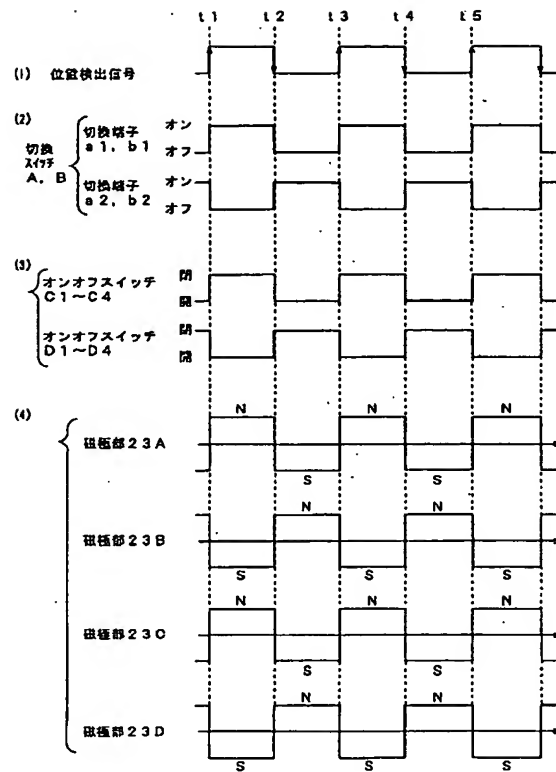 t1 t2 t3 t4 t5
(1) 位置検出信号
(2)
切換
スイッチ
A, B
切換端子
a1, b1
オン
オフ
切換端子
a2, b2
オン
オフ
(3)
オンオフスイッチ
C1〜C4
閉
開
オンオフスイッチ
D1〜D4
閉
開
(4)
N N N
磁極部23A
S S
N N
磁極部23B
S S S
N N N
磁極部23C
S S
N N
磁極部23D
S S S